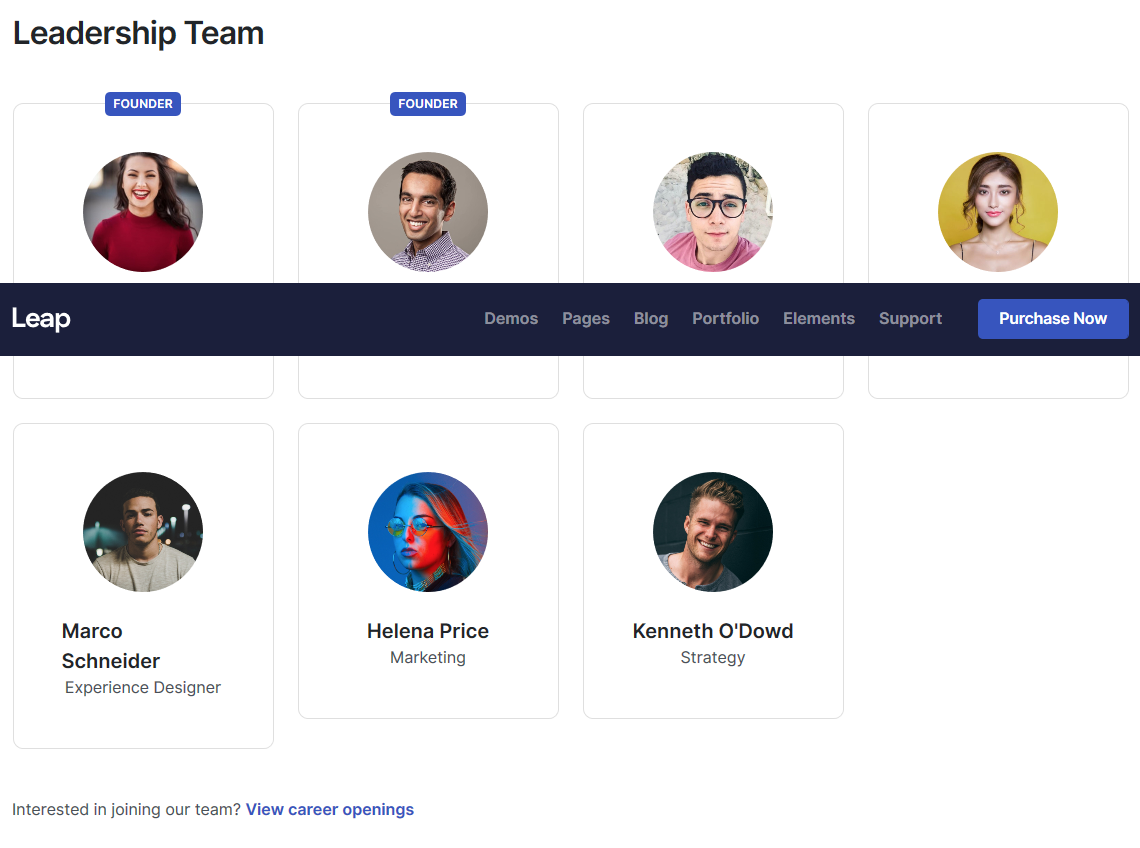 Leadership Team
FOUNDER
FOUNDER
Leap
Demos
Pages
Blog
Portfolio
Elements
Support
Purchase Now
Marco
Schneider
Experience Designer
Helena Price
Marketing
Kenneth O'Dowd
Strategy
Interested in joining our team? View career openings